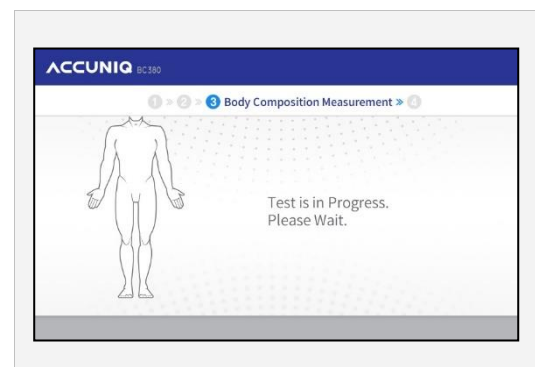 ACCUNIQ BC380
1 » 2 » 3 Body Composition Measurement » 4
Test is in Progress.
Please Wait.